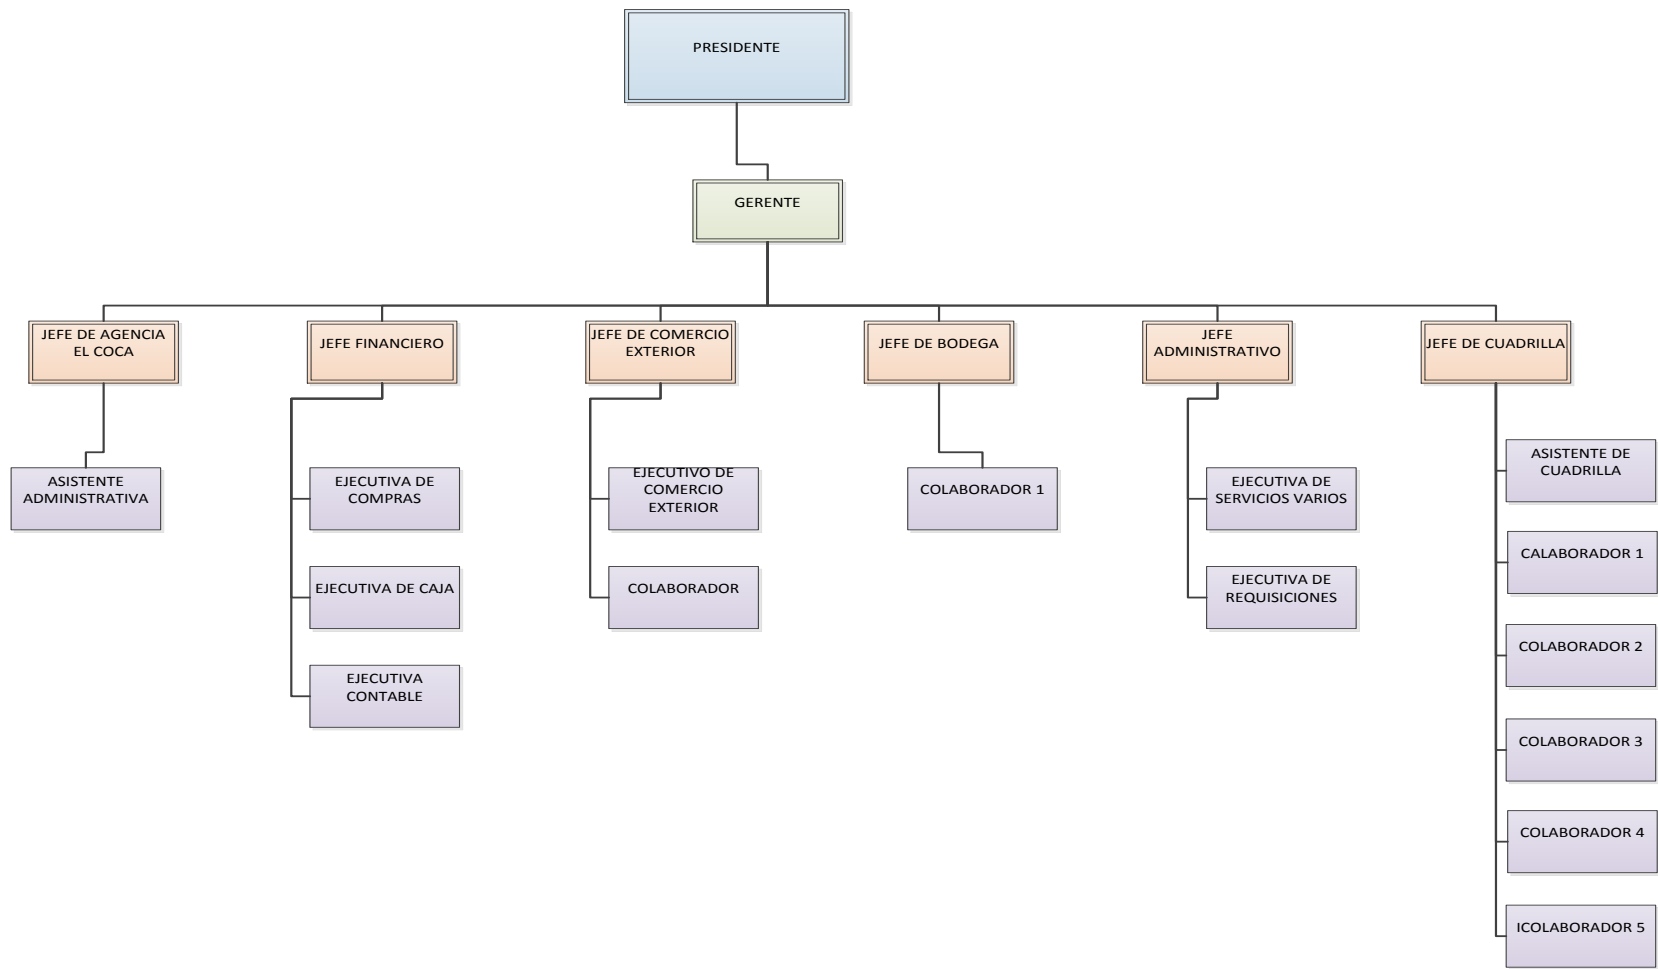 PRESIDENTE
GERENTE
JEFE DE AGENCIA
EL COCA
JEFE FINANCIERO
JEFE DE COMERCIO
EXTERIOR
JEFE DE BODEGA
JEFE
ADMINISTRATIVO
JEFE DE CUADRILLA
ASISTENTE
ADMINISTRATIVA
EJECUTIVA DE
COMPRAS
EJECUTIVA DE CAJA
EJECUTIVA
CONTABLE
EJECUTIVO DE
COMERCIO
EXTERIOR
COLABORADOR
COLABORADOR 1
EJECUTIVA DE
SERVICIOS VARIOS
EJECUTIVA DE
REQUISICIONES
ASISTENTE DE
CUADRILLA
CALABORADOR 1
COLABORADOR 2
COLABORADOR 3
COLABORADOR 4
ICOLABORADOR 5